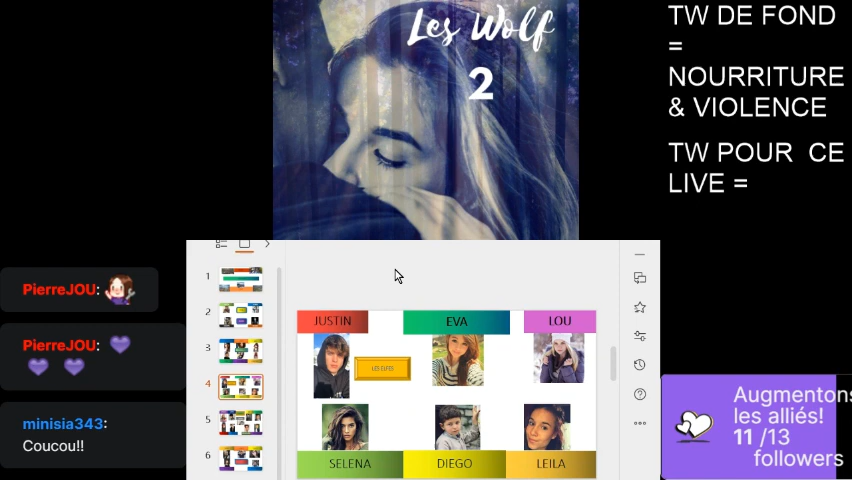 Les Wolf
2
TW DE FOND
=
NOURRITURE
& VIOLENCE
TW POUR CE
LIVE =
PierreJOU:
PierreJOU:
minisia343:
Coucou!!
1
2
3
4
5
6
JUSTIN
EVA
LOU
LES ELFES
SELENA
DIEGO
LEILA
Augmentons
les alliés!
11 /13
followers